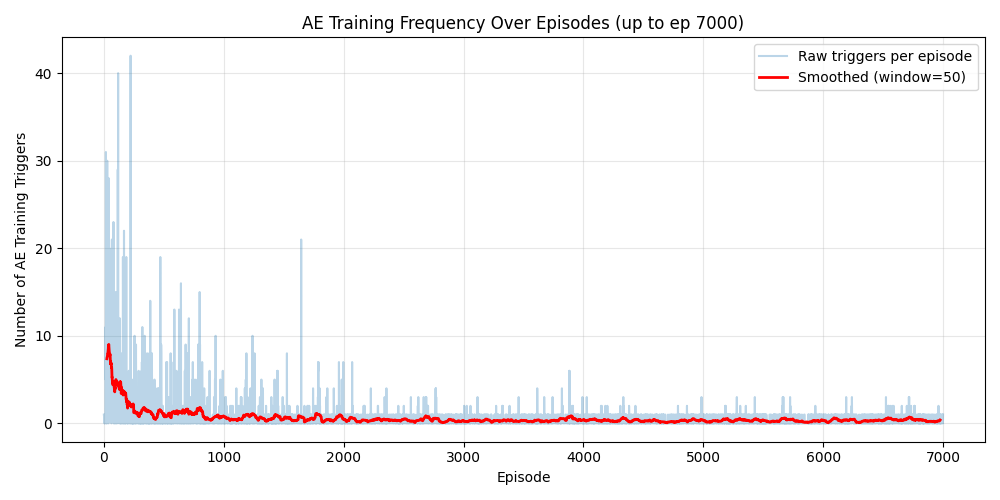 AE Training Frequency Over Episodes (up to ep 7000)
Raw triggers per episode
Smoothed (window=50)
Number of AE Training Triggers
40
30
20
10
0
0 1000 2000 3000 4000 5000 6000 7000
Episode